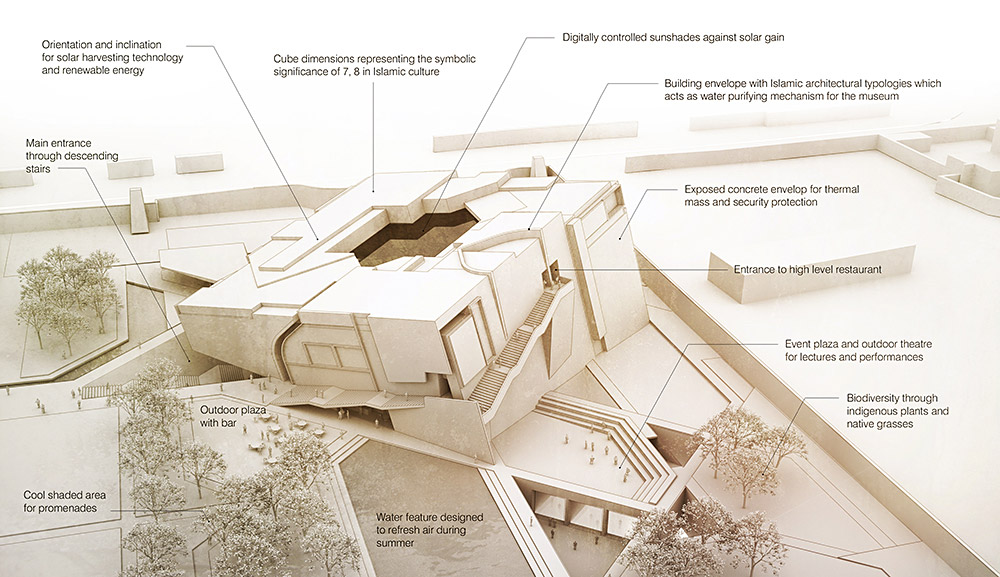 Orientation and inclination
for solar harvesting technology
and renewable energy
Cube dimensions representing the symbolic
significance of 7, 8 in Islamic culture
Digitally controlled sunshades against solar gain
Building envelope with Islamic architectural typologies which
acts as water purifying mechanism for the museum
Main entrance
through descending
stairs
Exposed concrete envelop for thermal
mass and security protection
Entrance to high level restaurant
Event plaza and outdoor theatre
for lectures and performances
Biodiversity through
indigenous plants and
native grasses
Outdoor plaza
with bar
Cool shaded area
for promenades
Water feature designed
to refresh air during
summer